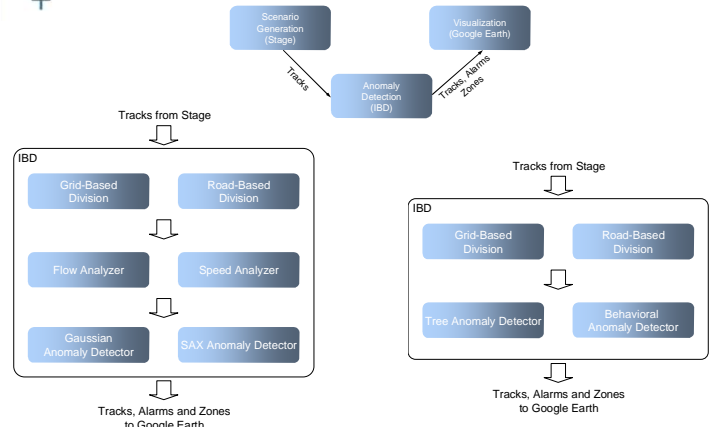 Scenario
Generation
(Stage)
Visualization
(Google Earth)
Tracks
Anomaly
Detection
(IBD)
Tracks, Alarms
Zones
Tracks from Stage
IBD
Grid-Based
Division
Road-Based
Division
Flow Analyzer
Speed Analyzer
Gaussian
Anomaly Detector
SAX Anomaly Detector
Tracks, Alarms and Zones
to Google Earth
Tracks from Stage
IBD
Grid-Based
Division
Road-Based
Division
Tree Anomaly Detector
Behavioral
Anomaly Detector
Tracks, Alarms and Zones
to Google Earth